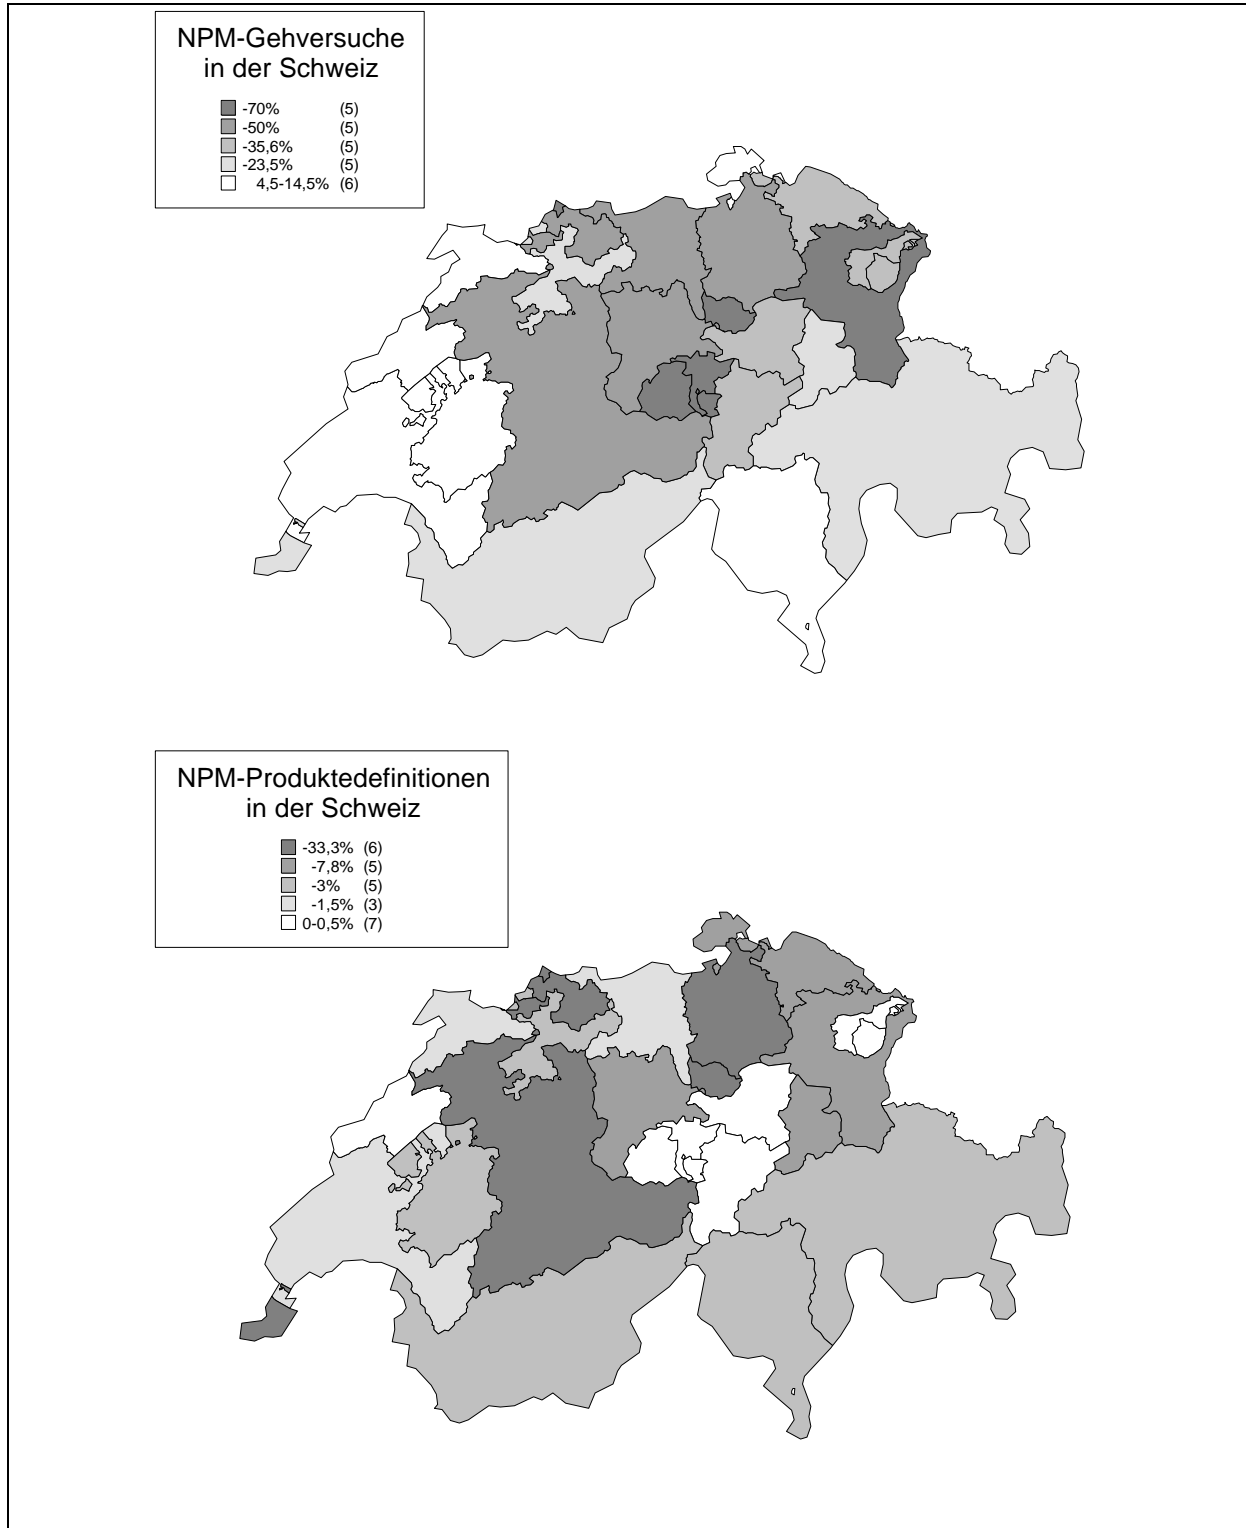 NPM-Gehversuche
in der Schweiz
-70% (5)
-50% (5)
-35,6% (5)
-23,5% (5)
4,5-14,5% (6)
NPM-Produktedefinitionen
in der Schweiz
-33,3% (6)
-7,8% (5)
-3% (5)
-1,5% (3)
0-0,5% (7)